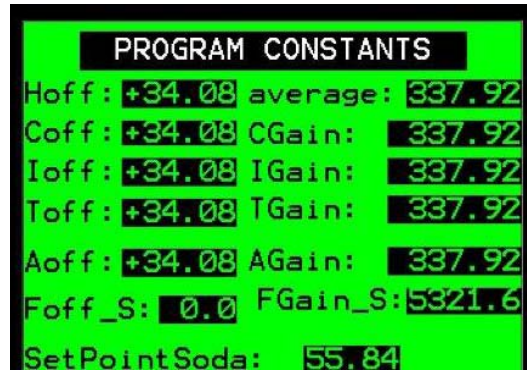 PROGRAM CONSTANTS
Hoff: +34.08 average: 337.92
Coff: +34.08 CGain: 337.92
Ioff: +34.08 IGain: 337.92
Toff: +34.08 TGain: 337.92
Aoff: +34.08 AGain: 337.92
Foff_S: 0.0 FGain_S: 5321.6
SetPointSoda: 55.84